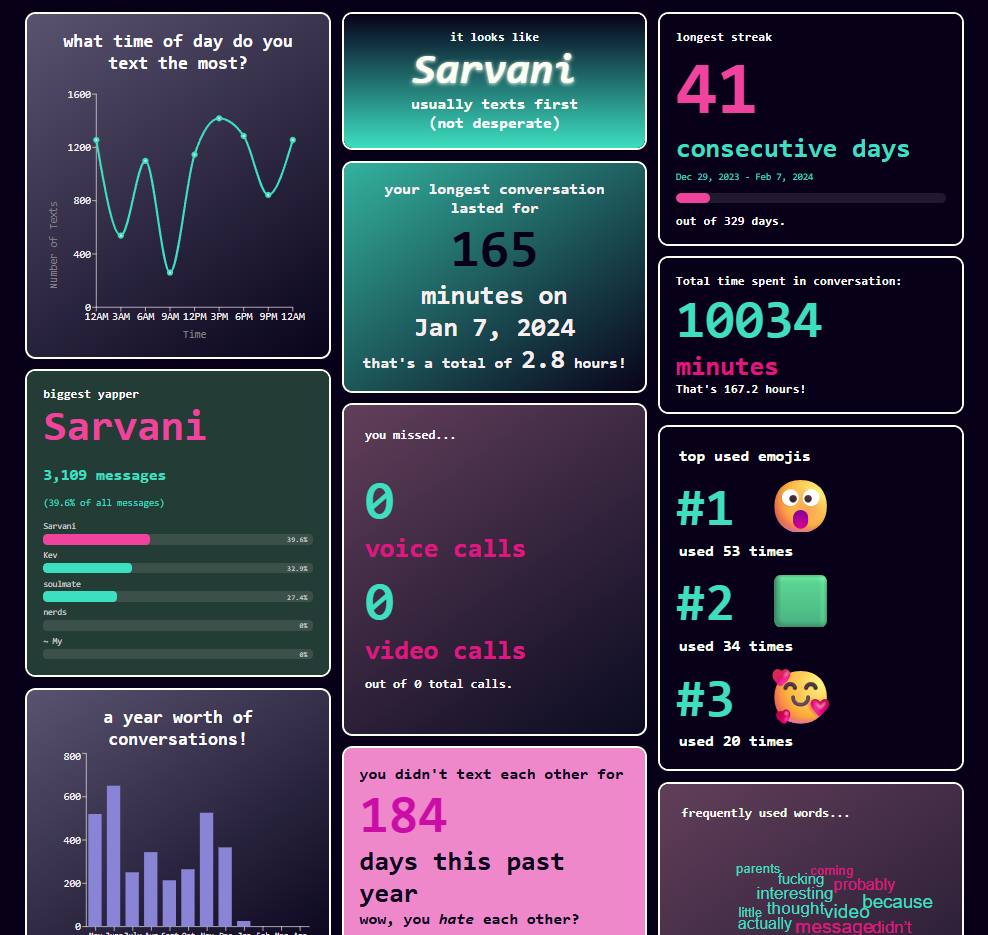 what time of day do you
text the most?
1600
1200
800
400
0
Number of Texts
12AM 3AM 6AM 9AM 12PM 3PM 6PM 9PM 12AM
Time
biggest yapper
Sarvani
3,109 messages
(39.6% of all messages)
Sarvani
39.6%
Kev
32.9%
soulmate
27.4%
nerds
0%
~ My
0%
a year worth of
conversations!
800
600
400
200
0
it looks like
Sarvani
usually texts first
(not desperate)
your longest conversation
lasted for
165
minutes on
Jan 7, 2024
that's a total of 2.8 hours!
you missed...
0
voice calls
0
video calls
out of 0 total calls.
you didn't text each other for
184
days this past
year
wow, you hate each other?
longest streak
41
consecutive days
Dec 29, 2023 - Feb 7, 2024
out of 329 days.
Total time spent in conversation:
10034
minutes
That's 167.2 hours!
top used emojis
#1
used 53 times
#2
used 34 times
#3
used 20 times
frequently used words...
parents coming
fucking probably
interesting because
little thought video
actually message didn't